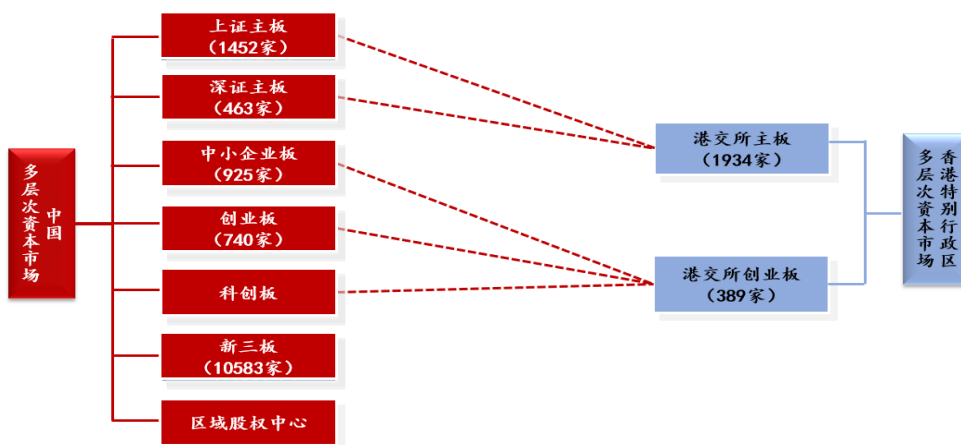 中国
多层次资本市场
上证主板
（1452家）
深证主板
（463家）
中小企业板
（925家）
创业板
（740家）
科创板
新三板
（10583家）
区域股权中心
港交所主板
（1934家）
港交所创业板
（389家）
香港特别行政区
多层次资本市场